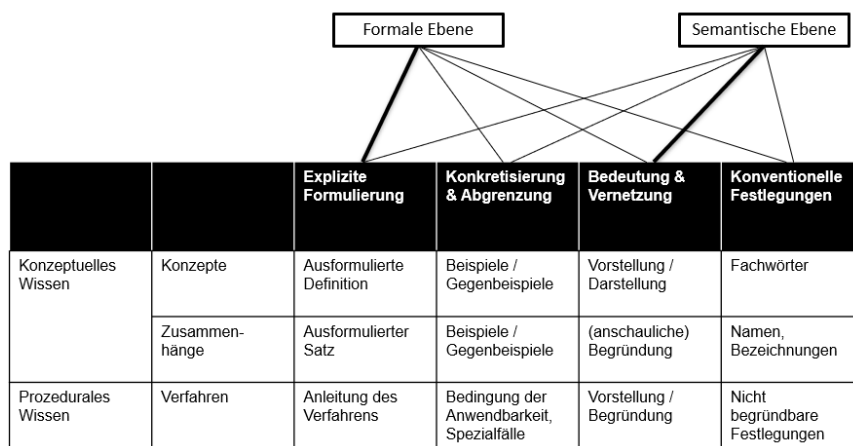 Formale Ebene
Semantische Ebene
Explizite
Formulierung
Konkretisierung
& Abgrenzung
Bedeutung &
Vernetzung
Konventionelle
Festlegungen
Konzeptuelles
Wissen
Konzepte
Ausformulierte
Definition
Beispiele /
Gegenbeispiele
Vorstellung /
Darstellung
Fachwörter
Zusammen-
hänge
Ausformulierter
Satz
Beispiele /
Gegenbeispiele
(anschauliche)
Begründung
Namen,
Bezeichnungen
Prozedurales
Wissen
Verfahren
Anleitung des
Verfahrens
Bedingung der
Anwendbarkeit,
Spezialfälle
Vorstellung /
Begründung
Nicht
begründbare
Festlegungen